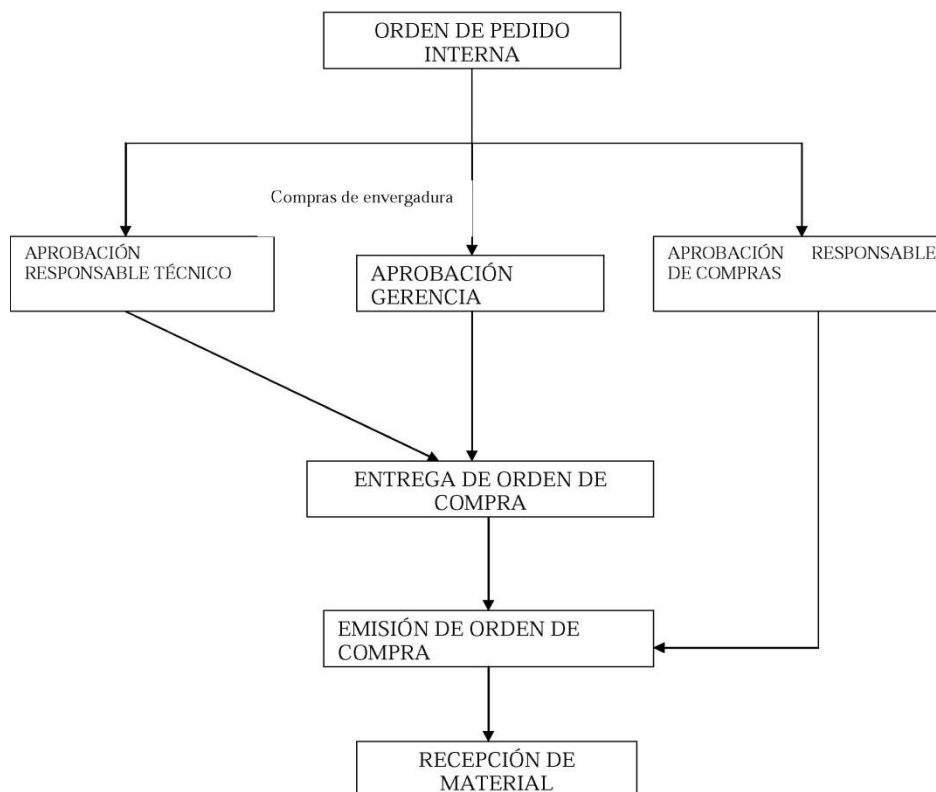 ORDEN DE PEDIDO
INTERNA
Compras de envergadura
APROBACIÓN
RESPONSABLE TÉCNICO
APROBACIÓN
GERENCIA
APROBACIÓN RESPONSABLE
DE COMPRAS
ENTREGA DE ORDEN DE
COMPRA
EMISIÓN DE ORDEN DE
COMPRA
RECEPCIÓN DE
MATERIAL